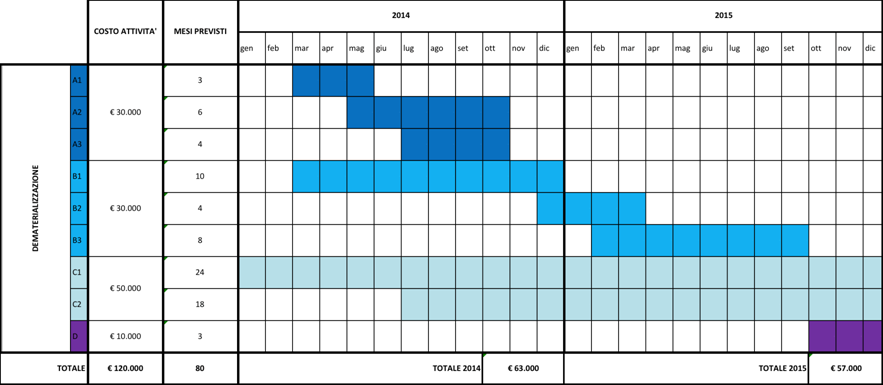 COSTO ATTIVITA' MESI PREVISTI 2014 2015
gen feb mar apr mag giu lug ago set ott nov dic gen feb mar apr mag giu lug ago set ott nov dic
DEMATERIALIZZAZIONE
A1 3
A2 € 30.000 6
A3 4
B1 10
B2 € 30.000 4
B3 8
C1 24
€ 50.000
C2 18
D € 10.000 3
TOTALE € 120.000 80 TOTALE 2014 € 63.000 TOTALE 2015 € 57.000